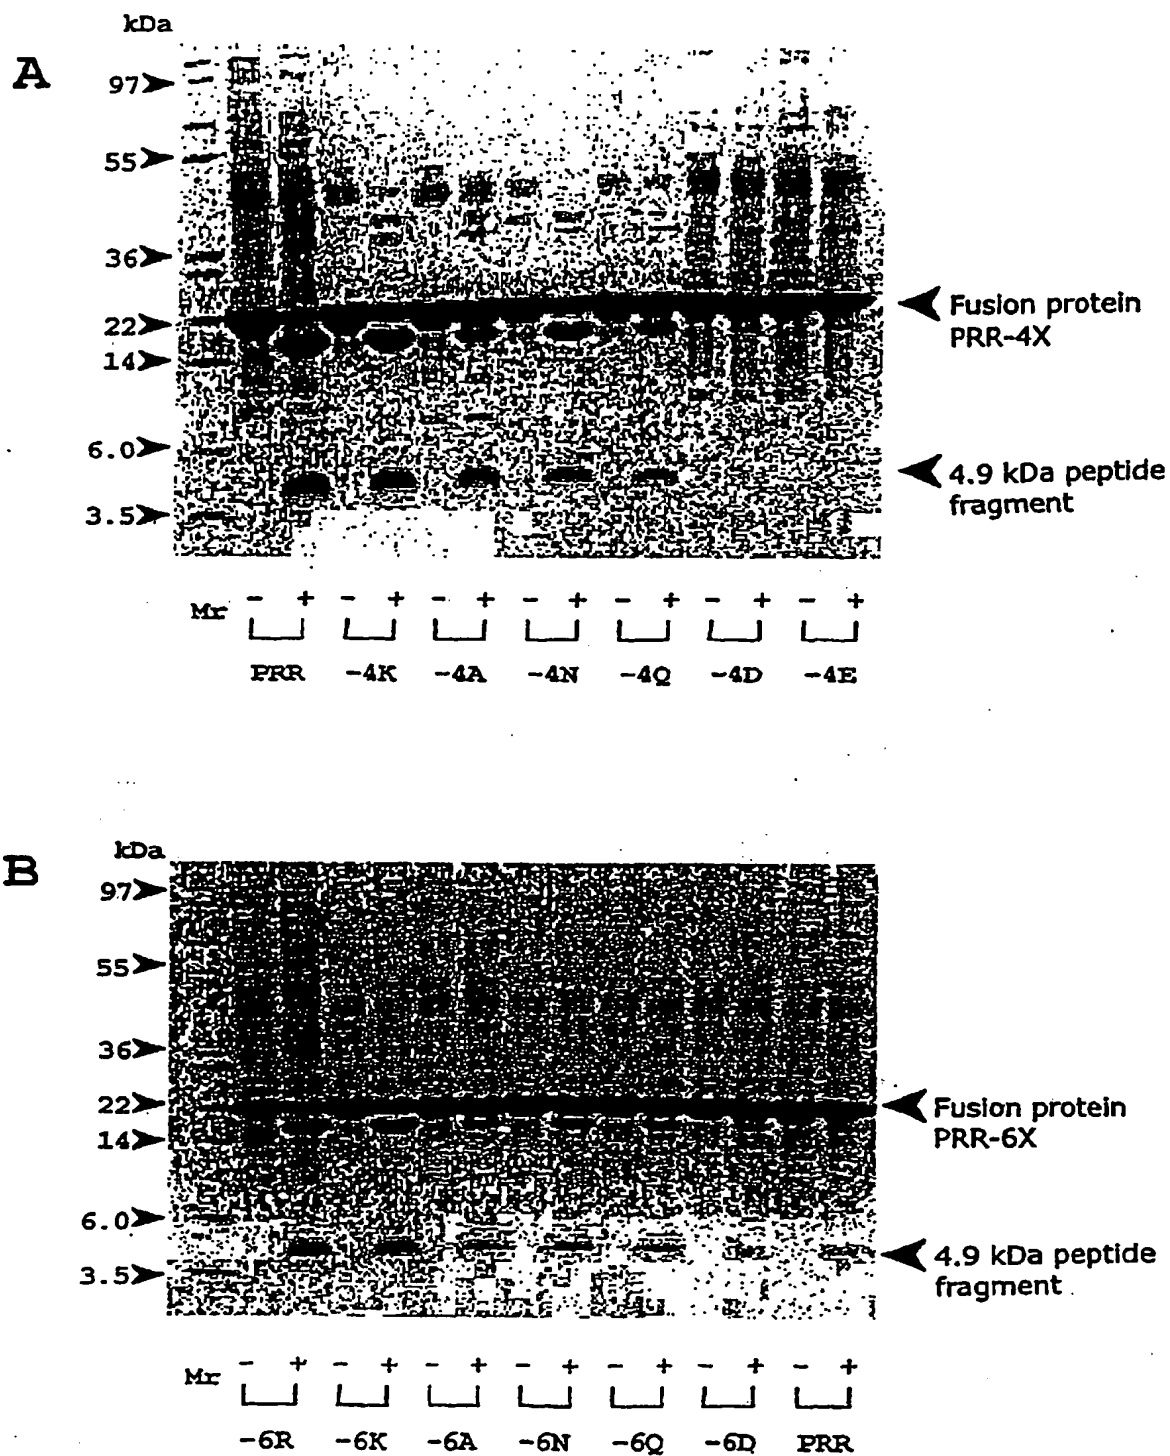 kDa
A
97
55
36
22
14
6.0
3.5
Fusion protein
PRR-4X
4.9 kDa peptide
fragment
Mr - + - + - + - + - + - + - +
PRR -4K -4A -4N -4Q -4D -4E
kDa
B
97
55
36
22
14
6.0
3.5
Fusion protein
PRR-6X
4.9 kDa peptide
fragment
Mr - + - + - + - + - + - + - +
-6R -6K -6A -6N -6Q -6D PRR